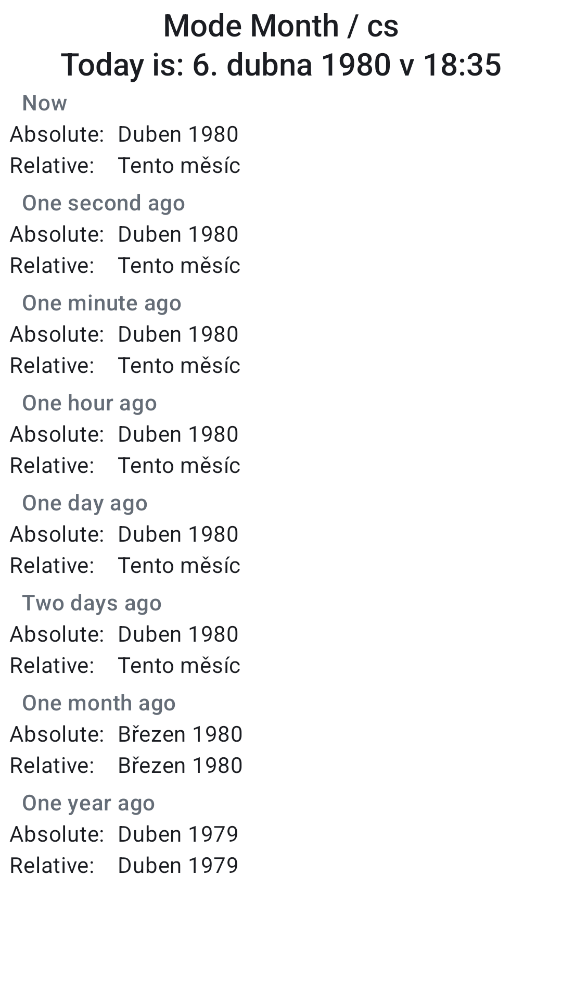 Mode Month / cs
Today is: 6. dubna 1980 v 18:35
Now
Absolute: Duben 1980
Relative: Tento měsíc
One second ago
Absolute: Duben 1980
Relative: Tento měsíc
One minute ago
Absolute: Duben 1980
Relative: Tento měsíc
One hour ago
Absolute: Duben 1980
Relative: Tento měsíc
One day ago
Absolute: Duben 1980
Relative: Tento měsíc
Two days ago
Absolute: Duben 1980
Relative: Tento měsíc
One month ago
Absolute: Březen 1980
Relative: Březen 1980
One year ago
Absolute: Duben 1979
Relative: Duben 1979